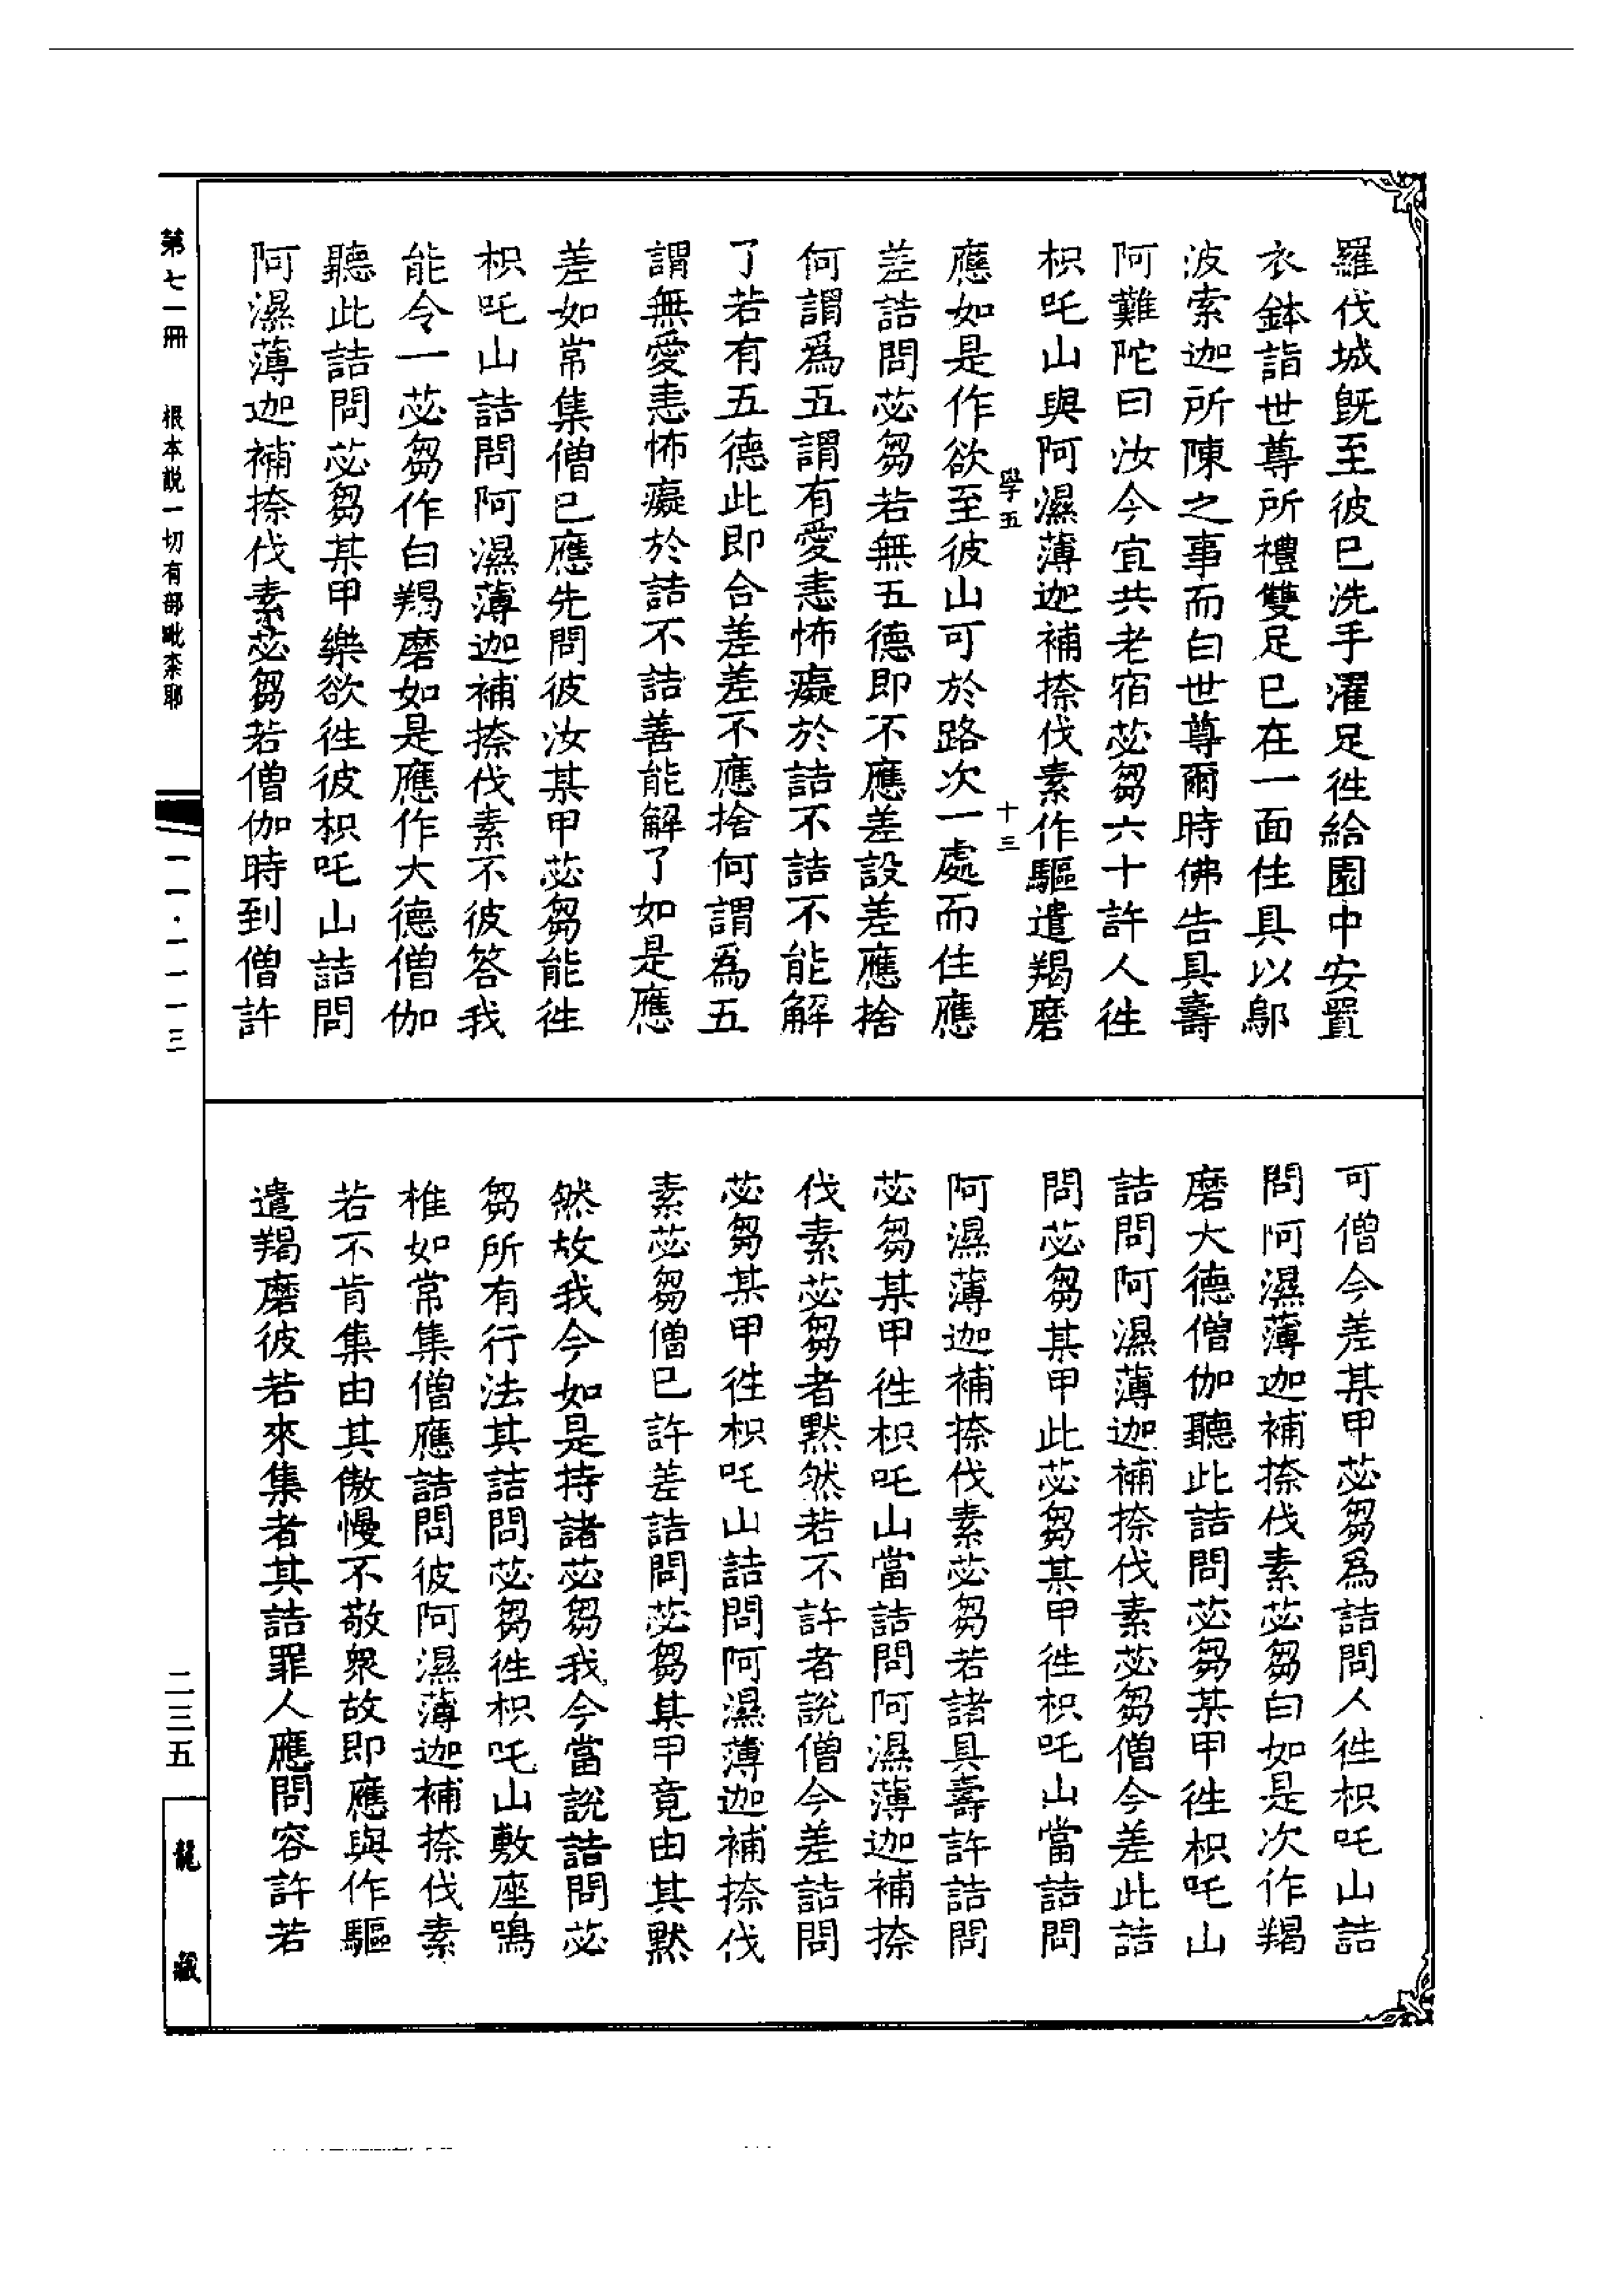 羅伐城旣至彼已洗手濯足徃給園中安置
衣鉢詣世尊所禮雙足已在一面住具以鄔
波索迦所陳之事而白世尊爾時佛告具壽
阿難陀曰汝今宜共老宿苾芻六十許人徃
枳吒山與阿濕薄迦補捺伐素作驅遣羯磨
學五 十三
應如是作欲至彼山可於路次一處而住應
差詰問苾芻若無五德即不應差設差應捨
何謂爲五謂有愛恚怖癡於詰不詰不能解
了若有五德此即合差差不應捨何謂爲五
謂無愛恚怖癡於詰不詰善能解了如是應
差如常集僧已應先問彼汝某甲苾芻能徃
枳吒山詰問阿濕薄迦補捺伐素不彼答我
能令一苾芻作白羯磨如是應作大德僧伽
聽此詰問苾芻某甲樂欲徃彼枳吒山詰問
阿濕薄迦補捺伐素苾芻若僧伽時到僧許
可僧今差某甲苾芻爲詰問人徃枳吒山詰
問阿濕薄迦補捺伐素苾芻白如是次作羯
磨大德僧伽聽此詰問苾芻某甲徃枳吒山
詰問阿濕薄迦補捺伐素苾芻僧今差此詰
問苾芻某甲此苾芻某甲徃枳吒山當詰問
阿濕薄迦補捺伐素苾芻若諸具壽許詰問
苾芻某甲徃枳吒山當詰問阿濕薄迦補捺
伐素苾芻者默然若不許者說僧今差詰問
苾芻某甲徃枳吒山詰問阿濕薄迦補捺伐
素苾芻僧已許差詰問苾芻某甲竟由其默
然故我今如是持諸苾芻我今當說詰問苾
芻所有行法其詰問苾芻徃枳吒山敷座鳴
椎如常集僧應詰問彼阿濕薄迦補捺伐素
若不肯集由其傲慢不敬衆故即應與作驅
遣羯磨彼若來集者其詰罪人應問容許若
第七一冊 根本說一切有部毗柰耶
一一·一一一三
二三五
龍藏